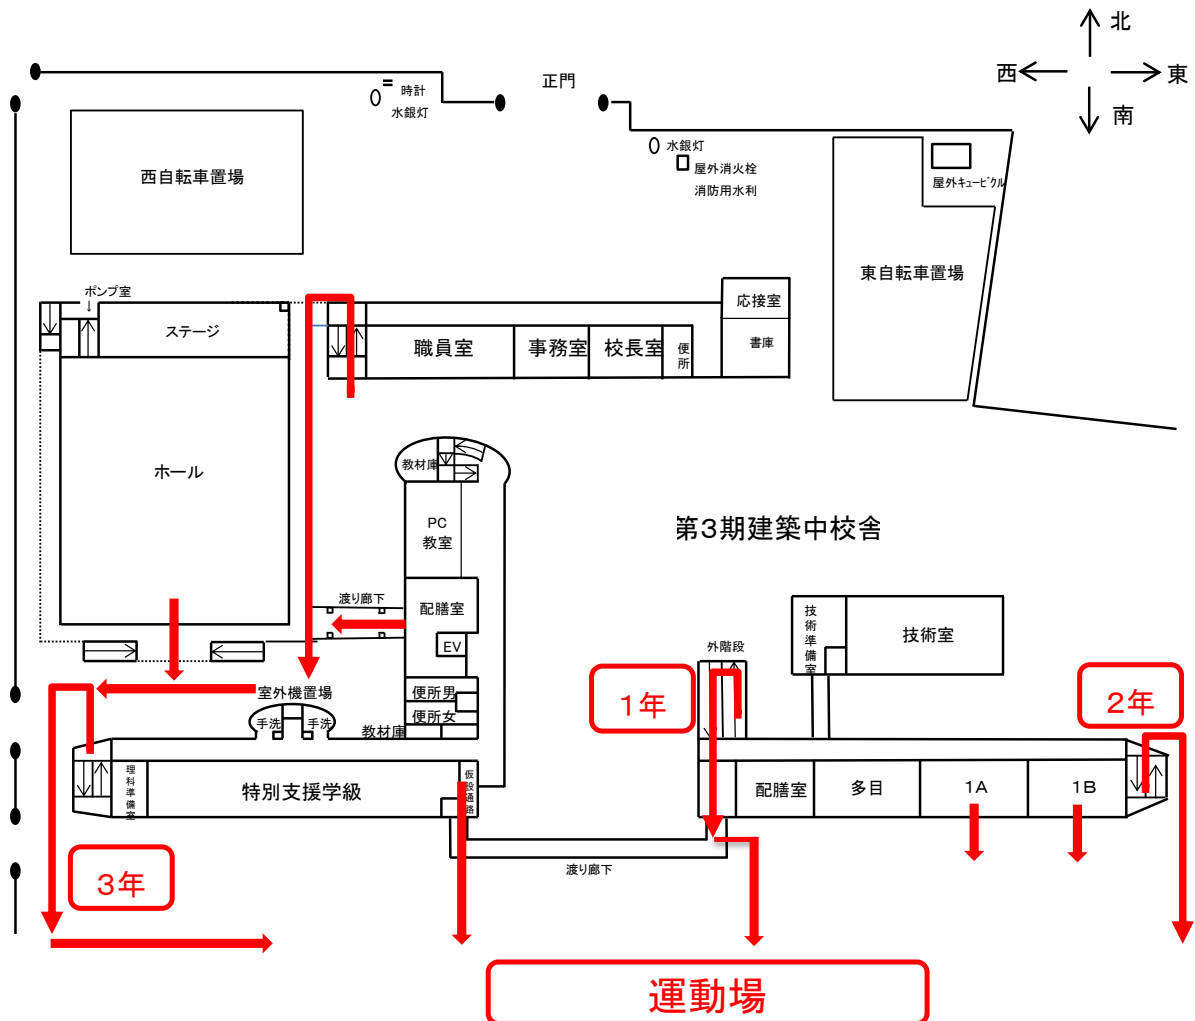 北
西
東
南
正門
時計
水銀灯
水銀灯
屋外消火栓
消防用水利
屋外ｷｭｰﾋﾞｸﾙ
西自転車置場
東自転車置場
ポンプ室
↓
ステージ
応接室
職員室
事務室
校長室
便所
書庫
ホール
教材庫
PC
教室
第３期建築中校舎
渡り廊下
配膳室
EV
技術準備室
技術室
外階段
室外機置場
便所男
便所女
手洗
手洗
教材庫
１年
２年
理科準備室
特別支援学級
仮設通路
配膳室
多目
１A
１B
渡り廊下
３年
運動場